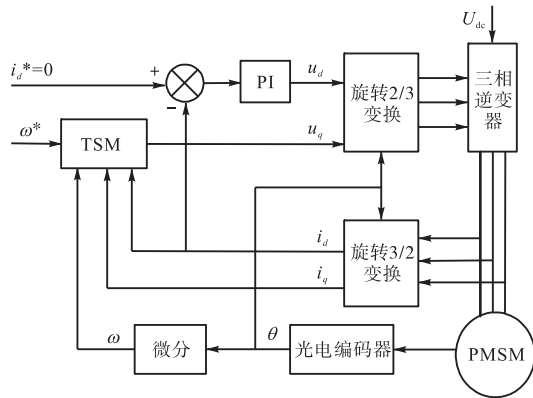 U_dc
i_d*=0
+
PI
u_d
旋转2/3
变换
三相
逆变
器
−
ω*
TSM
u_q
i_d
i_q
旋转3/2
变换
ω
微分
θ
光电编码器
PMSM